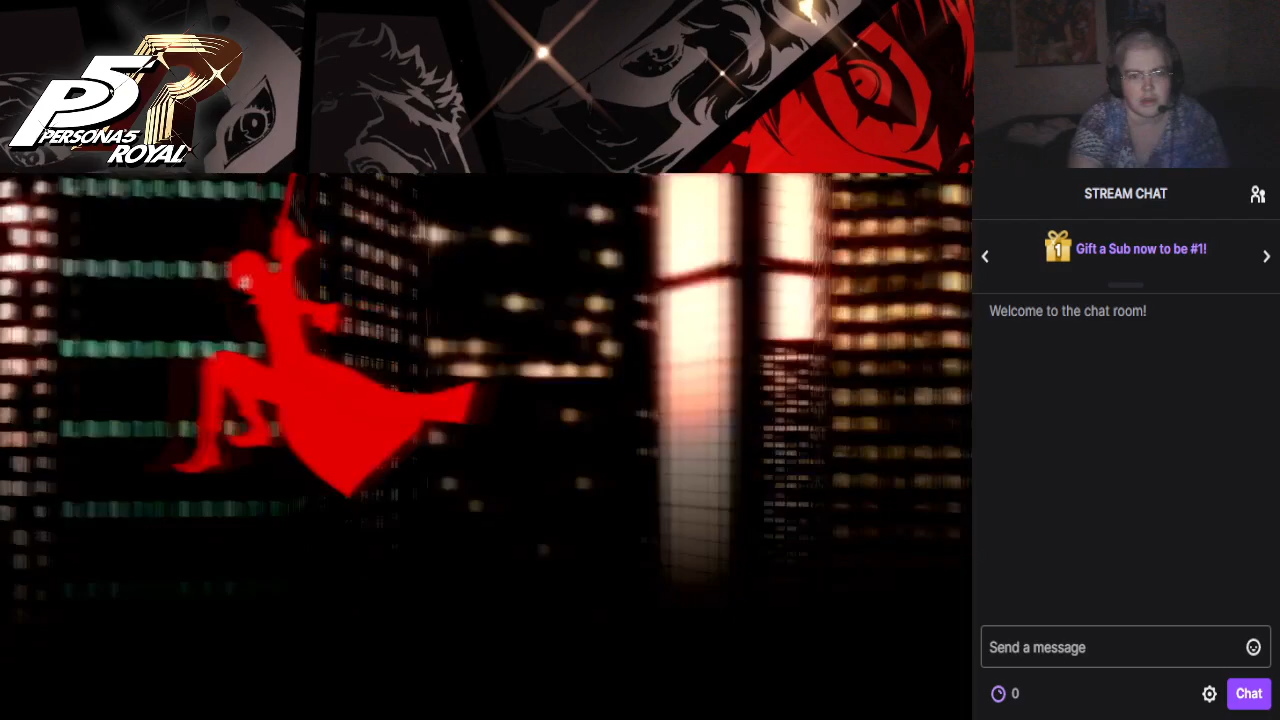 P5R
PERSONA5
ROYAL
STREAM CHAT
1
Gift a Sub now to be #1!
Welcome to the chat room!
Send a message
0
Chat